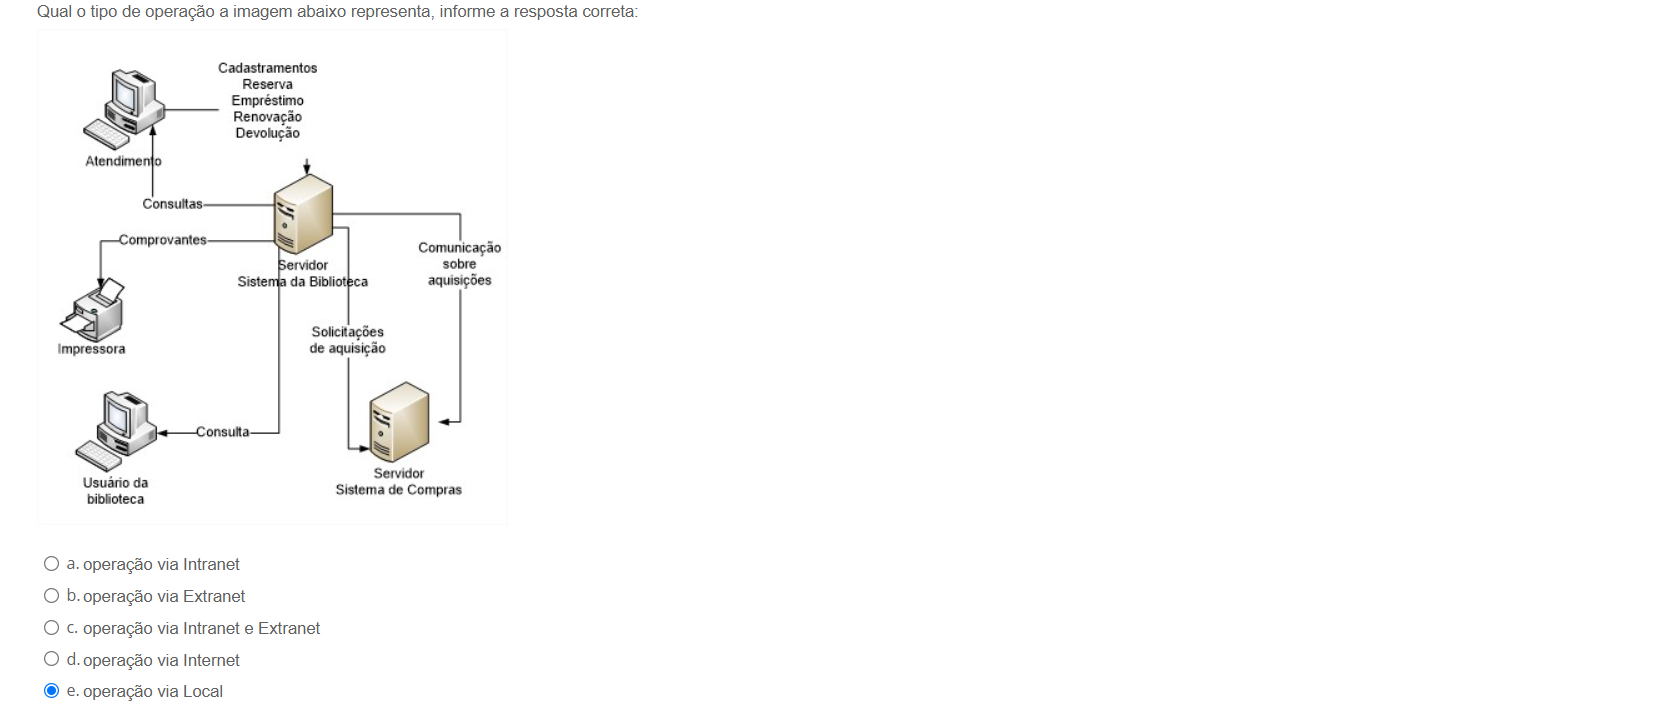 Qual o tipo de operação a imagem abaixo representa, informe a resposta correta:
Cadastramentos
Reserva
Empréstimo
Renovação
Devolução
Atendimento
Consultas
Comprovantes
Servidor
Sistema da Biblioteca
Comunicação
sobre
aquisições
Solicitações
de aquisição
Impressora
Consulta
Usuário da
biblioteca
Servidor
Sistema de Compras
a. operação via Intranet
b. operação via Extranet
c. operação via Intranet e Extranet
d. operação via Internet
e. operação via Local